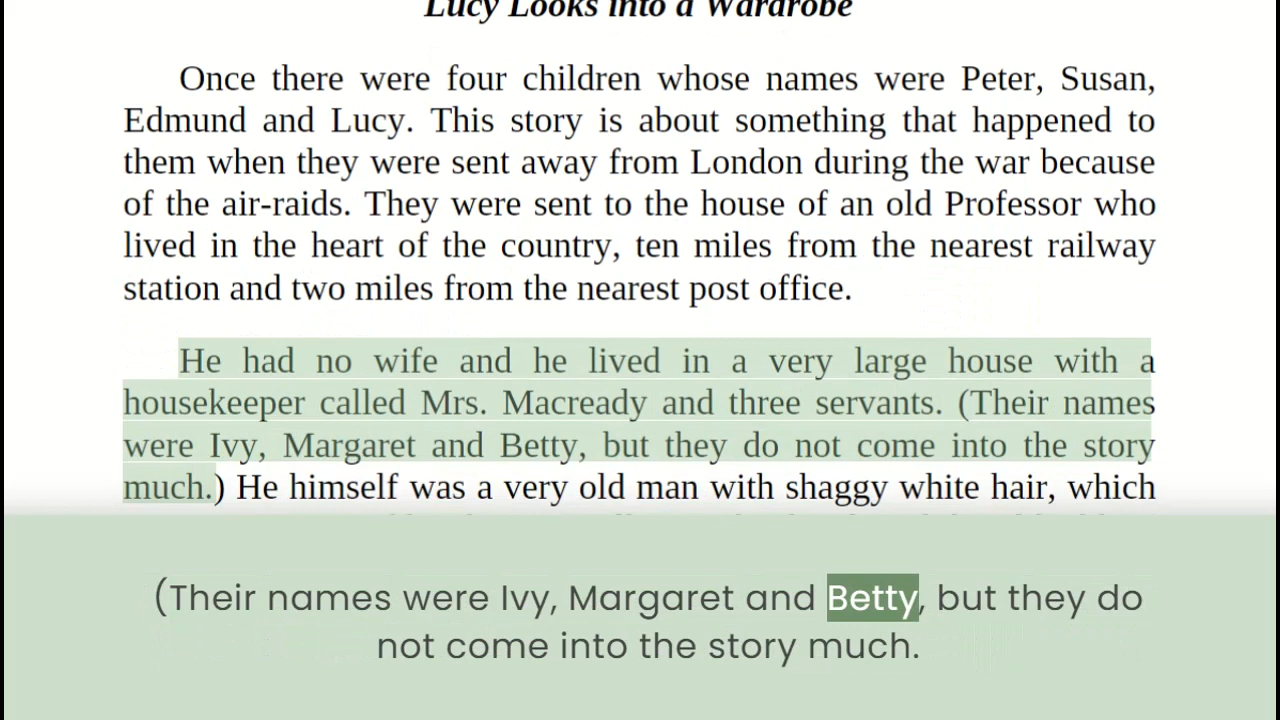 Lucy Looks into a Wardrobe
Once there were four children whose names were Peter, Susan,
Edmund and Lucy. This story is about something that happened to
them when they were sent away from London during the war because
of the air-raids. They were sent to the house of an old Professor who
lived in the heart of the country, ten miles from the nearest railway
station and two miles from the nearest post office.
He had no wife and he lived in a very large house with a
housekeeper called Mrs. Macready and three servants. (Their names
were Ivy, Margaret and Betty, but they do not come into the story
much.) He himself was a very old man with shaggy white hair, which
(Their names were Ivy, Margaret and Betty, but they do
not come into the story much.